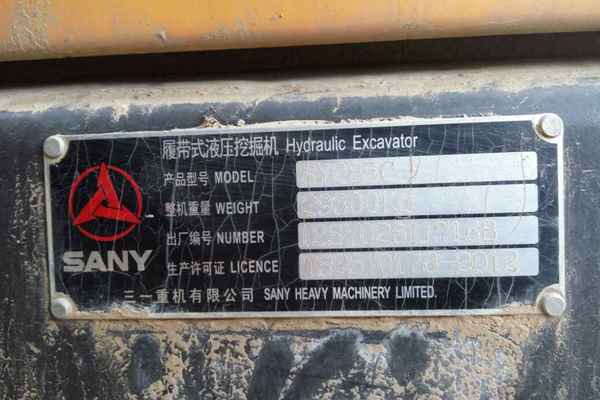 履带式液压挖掘机 Hydraulic Excavator
产品型号 MODEL
整机重量 WEIGHT
出厂编号 NUMBER
生产许可证 LICENCE
SANY
三一重机有限公司 SANY HEAVY MACHINERY LIMITED.